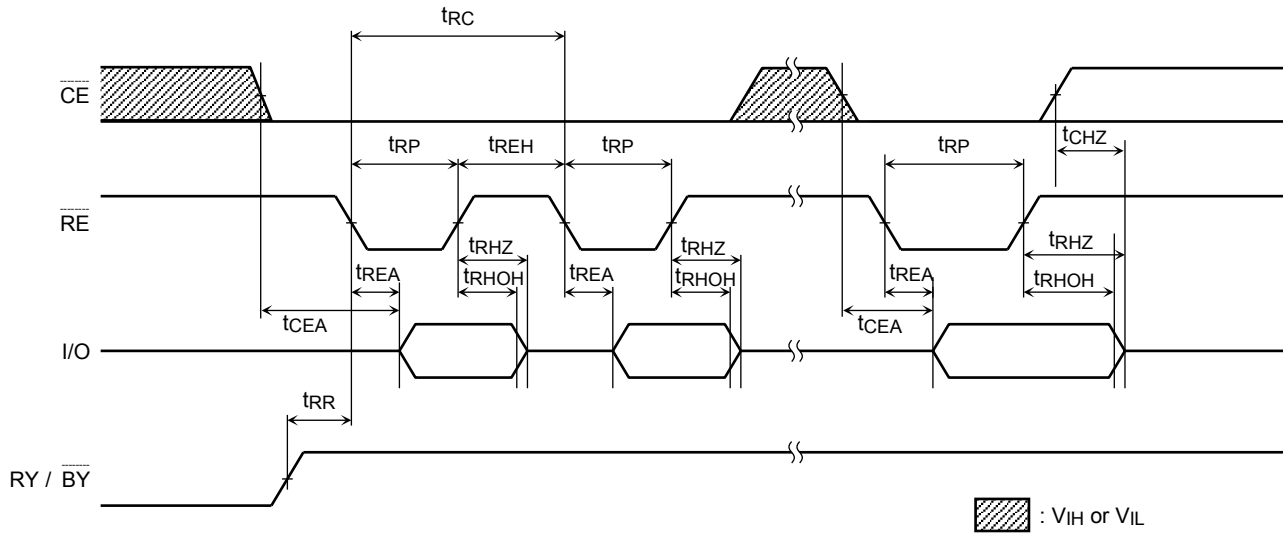 tRC
CE
tRP tREH tRP tRP tCHZ
RE
tRHZ tRHZ tRHZ
tREA tRHOH tREA tRHOH tREA tRHOH
tCEA tCEA
I/O
tRR
RY / BY
: VIH or VIL